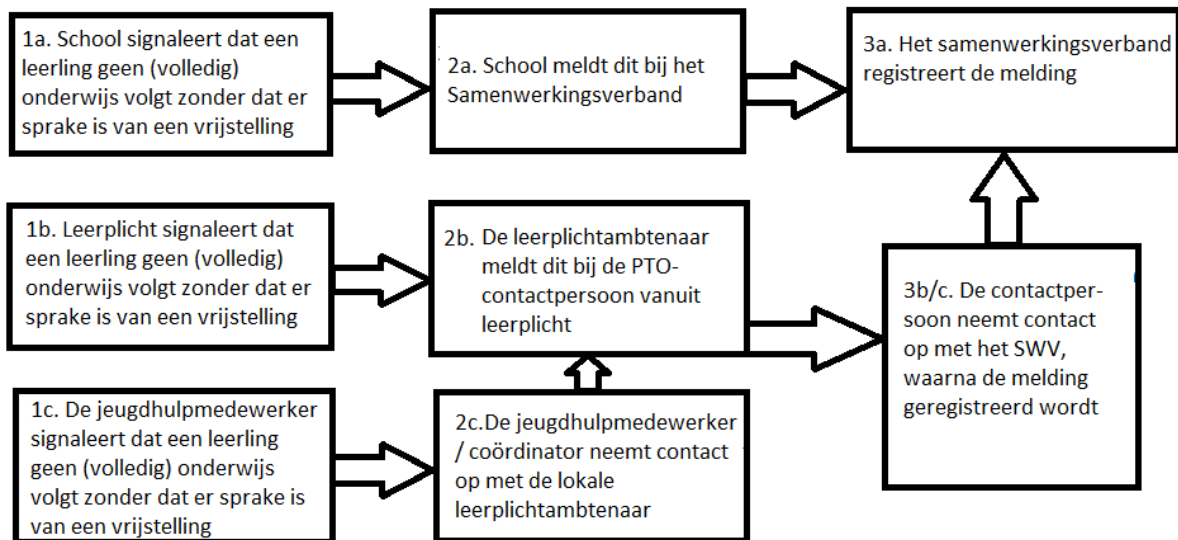 1a. School signaleert dat een
leerling geen (volledig)
onderwijs volgt zonder dat er
sprake is van een vrijstelling
2a. School meldt dit bij het
Samenwerkingsverband
3a. Het samenwerkingsverband
registreert de melding
1b. Leerplicht signaleert dat
een leerling geen (volledig)
onderwijs volgt zonder dat er
sprake is van een vrijstelling
2b. De leerplichtambtenaar
meldt dit bij de PTO-
contactpersoon vanuit
leerplicht
3b/c. De contactper-
soon neemt contact
op met het SWV,
waarna de melding
geregistreerd wordt
1c. De jeugdhulpmedewerker
signaleert dat een leerling
geen (volledig) onderwijs
volgt zonder dat er sprake is
van een vrijstelling
2c.De jeugdhulpmedewerker
/ coördinator neemt contact
op met de lokale
leerplichtambtenaar